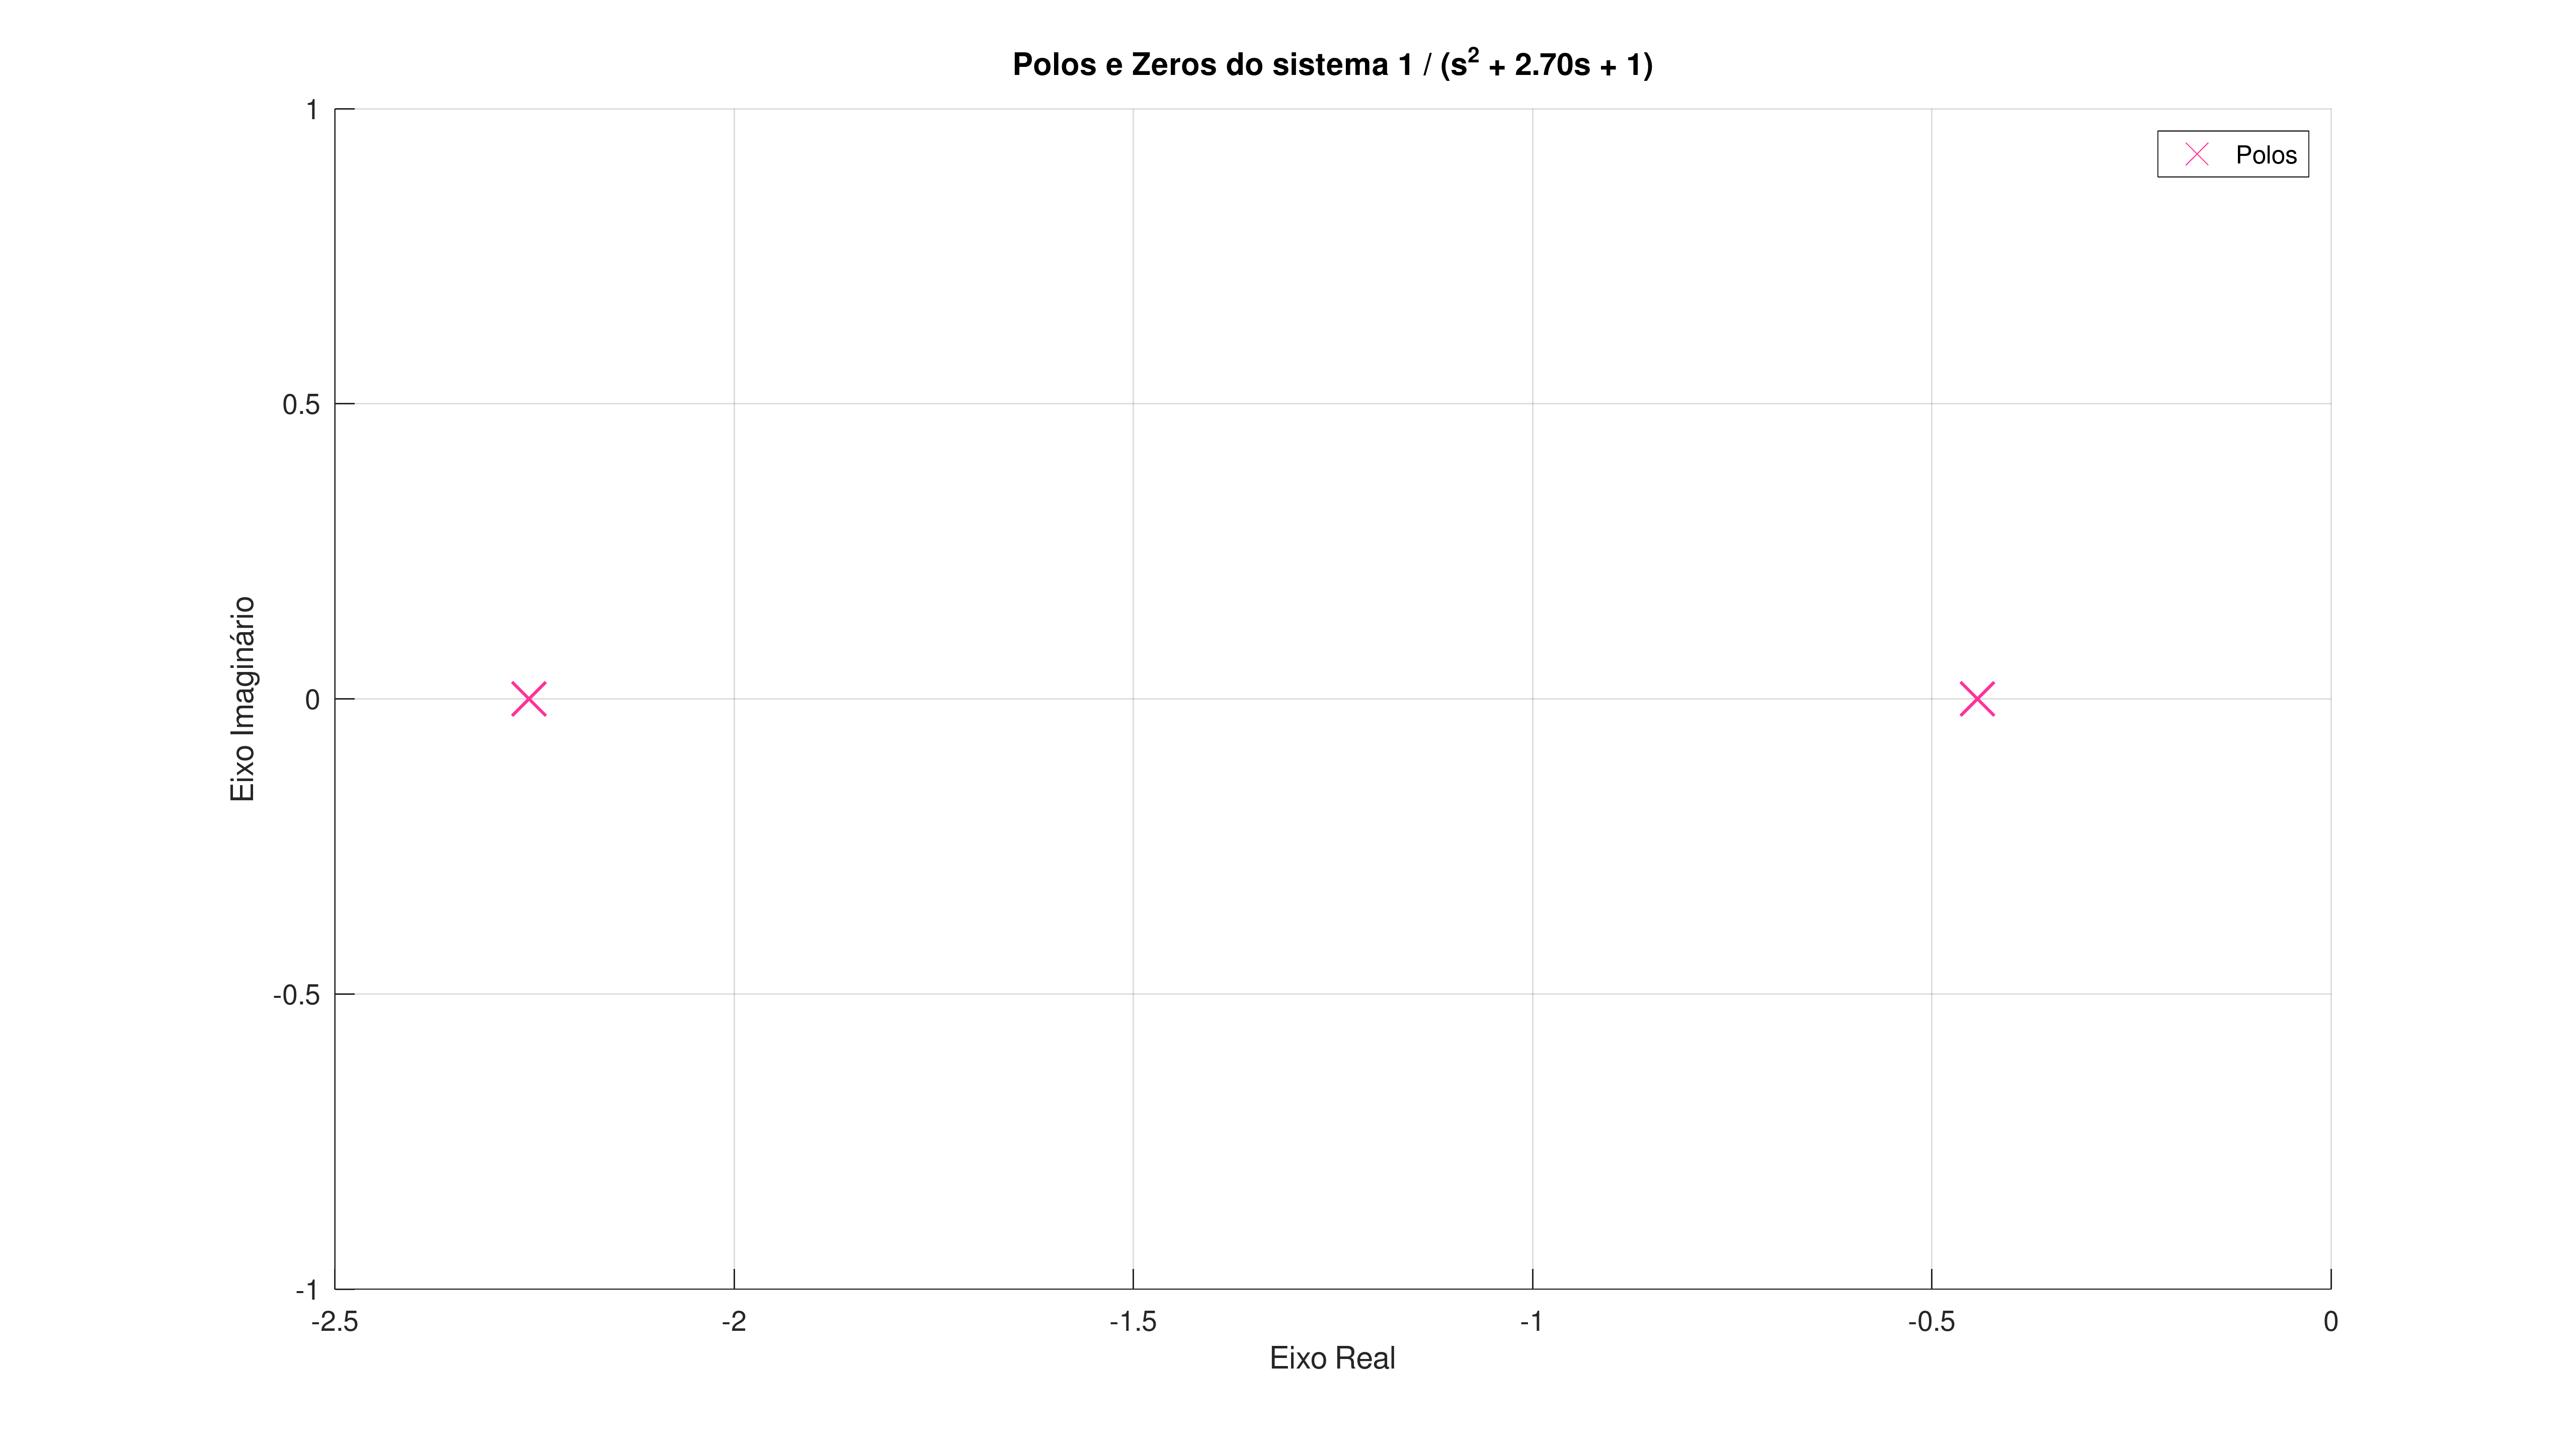 Polos e Zeros do sistema 1 / (s² + 2.70s + 1)
Polos
1
0.5
0
-0.5
-1
Eixo Imaginário
-2.5 -2 -1.5 -1 -0.5 0
Eixo Real